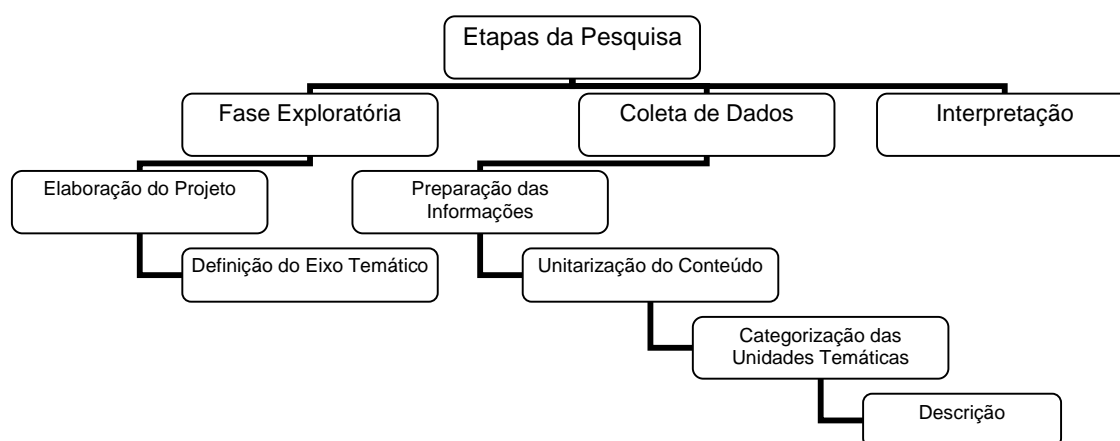 Etapas da Pesquisa
Fase Exploratória
Coleta de Dados
Interpretação
Elaboração do Projeto
Preparação das
Informações
Definição do Eixo Temático
Unitarização do Conteúdo
Categorização das
Unidades Temáticas
Descrição